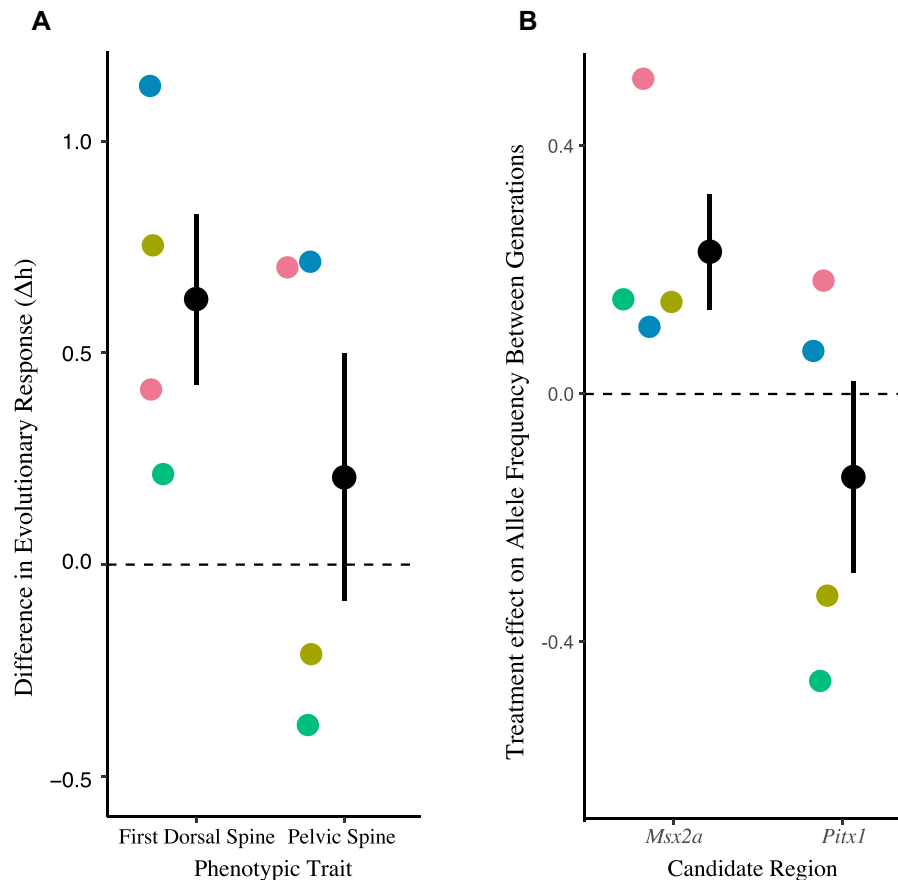 A
Difference in Evolutionary Response (Δh)
1.0
0.5
0.0
−0.5
First Dorsal Spine
Pelvic Spine
Phenotypic Trait
B
Treatment effect on Allele Frequency Between Generations
0.4
0.0
-0.4
Msx2a
Pitx1
Candidate Region